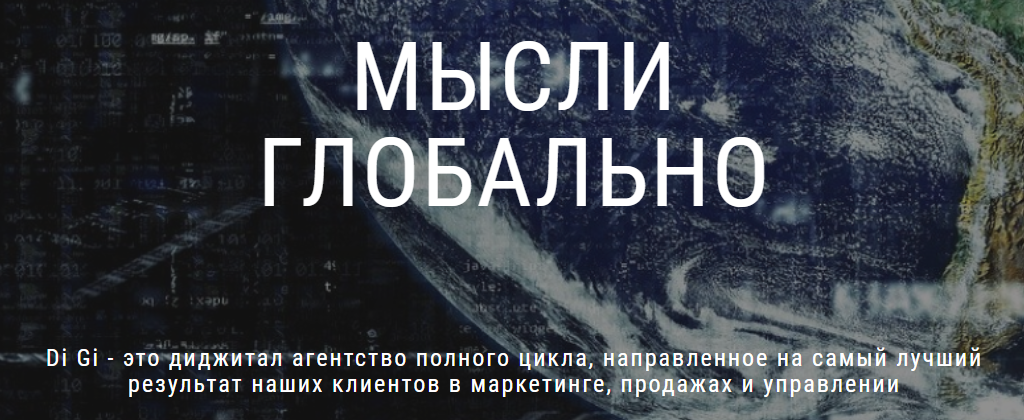 МЫСЛИ
ГЛОБАЛЬНО
Di Gi - это диджитал агентство полного цикла, направленное на самый лучший
результат наших клиентов в маркетинге, продажах и управлении